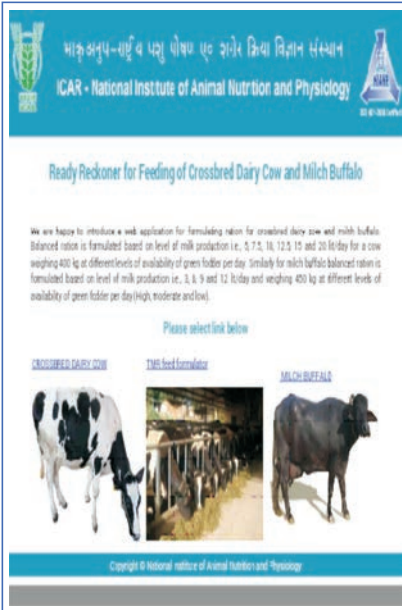 भाकृअनुप-राष्ट्रीय पशु पोषण एवं शरीर क्रिया विज्ञान संस्थान
ICAR - National Institute of Animal Nutrition and Physiology
Ready Reckoner for Feeding of Crossbred Dairy Cow and Milch Buffalo
We are happy to introduce a web application for formulating ration for crossbred dairy cow and milch buffalo.
Balanced ration is formulated based on level of milk production i.e., 5, 7.5, 10, 12.5, 15 and 20 lit/day for a cow
weighing 400 kg at different levels of availability of green fodder per day. Similarly for milch buffalo balanced ration is
formulated based on level of milk production i.e., 3, 6, 9 and 12 lit/day and weighing 450 kg at different levels of
availability of green fodder per day (High, moderate and low).
Please select link below
CROSSBRED DAIRY COW
TMR feed formulator
MILCH BUFFALO
Copyright © National Institute of Animal Nutrition and Physiology